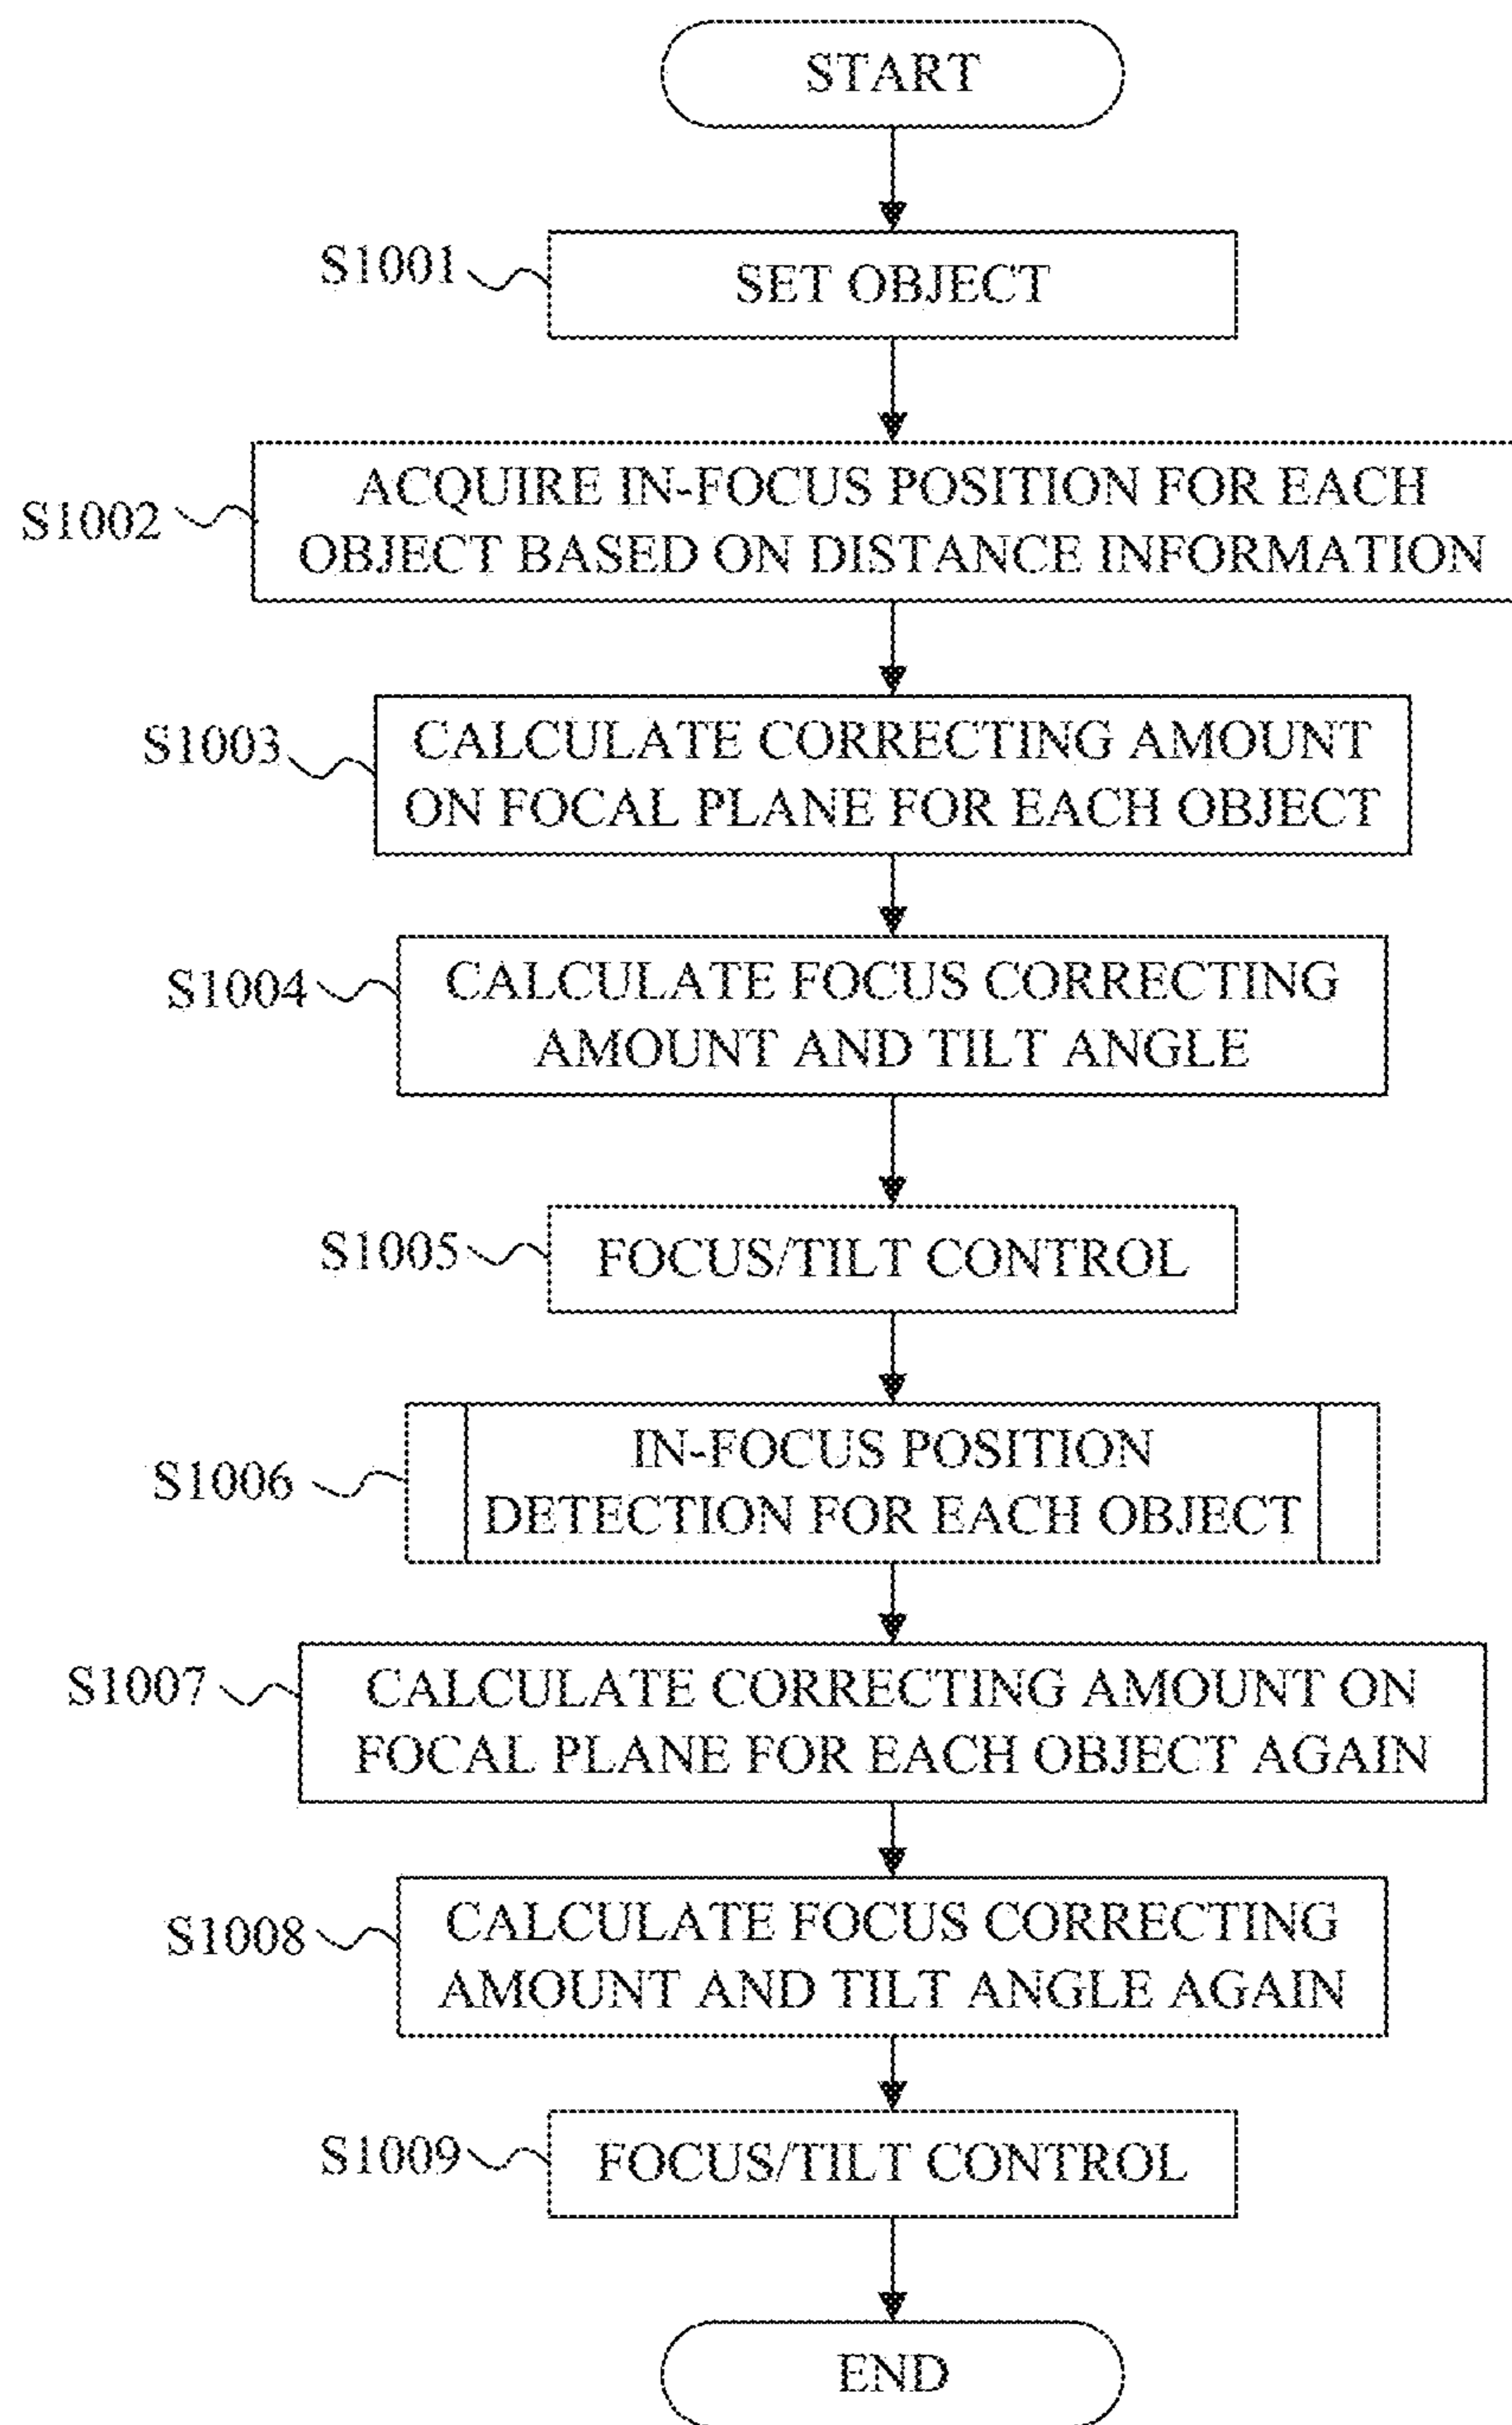 START
S1001
SET OBJECT
S1002
ACQUIRE IN-FOCUS POSITION FOR EACH
OBJECT BASED ON DISTANCE INFORMATION
S1003
CALCULATE CORRECTING AMOUNT
ON FOCAL PLANE FOR EACH OBJECT
S1004
CALCULATE FOCUS CORRECTING
AMOUNT AND TILT ANGLE
S1005
FOCUS/TILT CONTROL
S1006
IN-FOCUS POSITION
DETECTION FOR EACH OBJECT
S1007
CALCULATE CORRECTING AMOUNT ON
FOCAL PLANE FOR EACH OBJECT AGAIN
S1008
CALCULATE FOCUS CORRECTING
AMOUNT AND TILT ANGLE AGAIN
S1009
FOCUS/TILT CONTROL
END